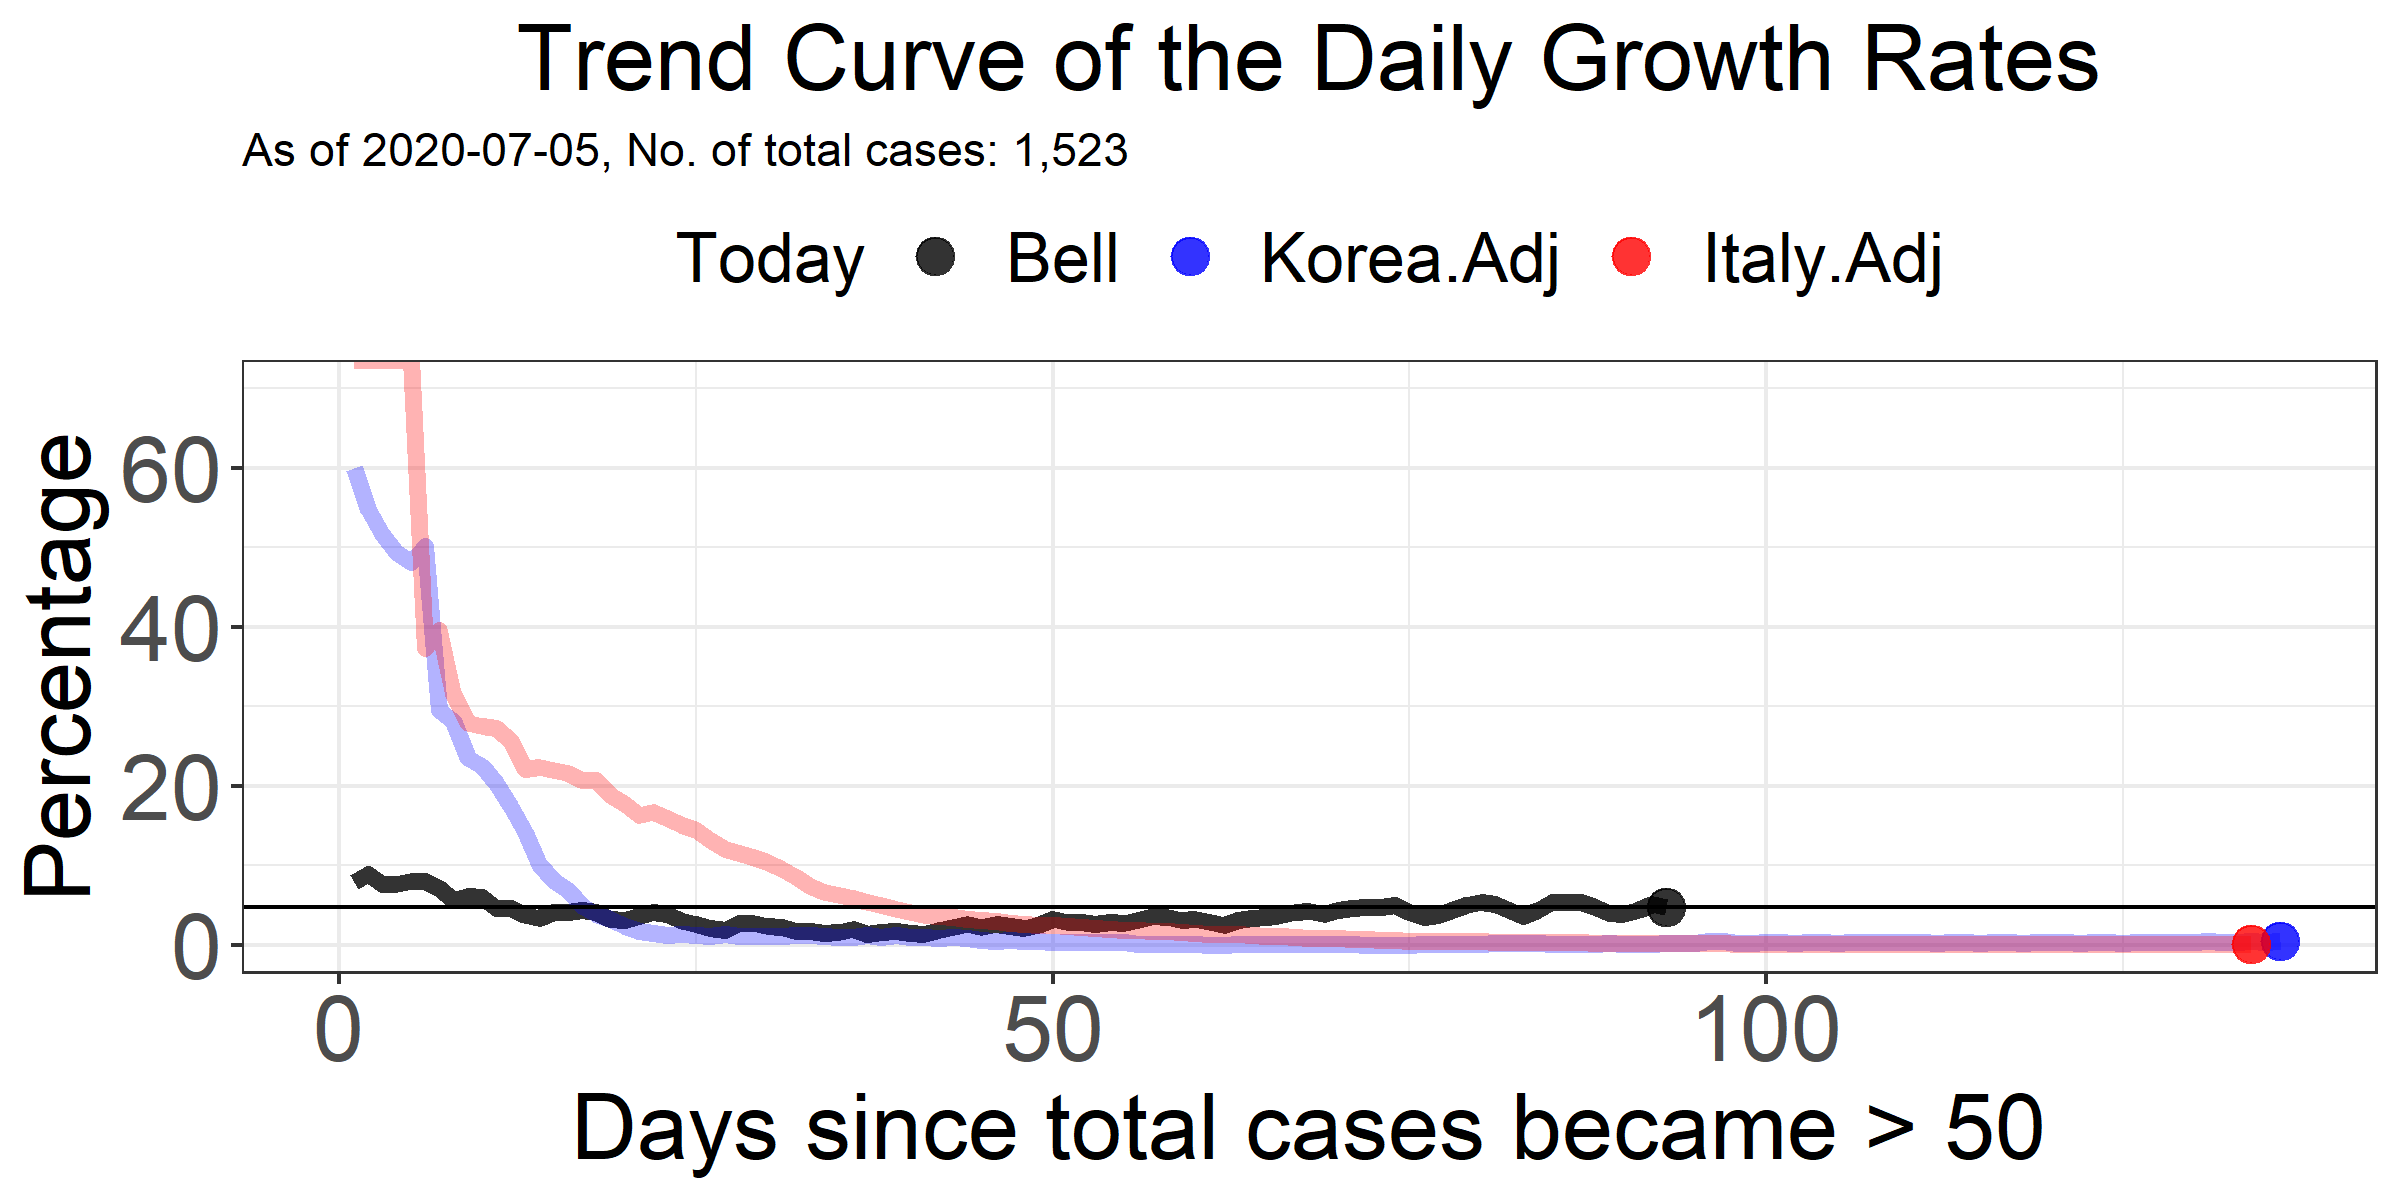 Trend Curve of the Daily Growth Rates
As of 2020-07-05, No. of total cases: 1,523
Today Bell Korea.Adj Italy.Adj
Percentage
60
40
20
0
0 50 100
Days since total cases became > 50